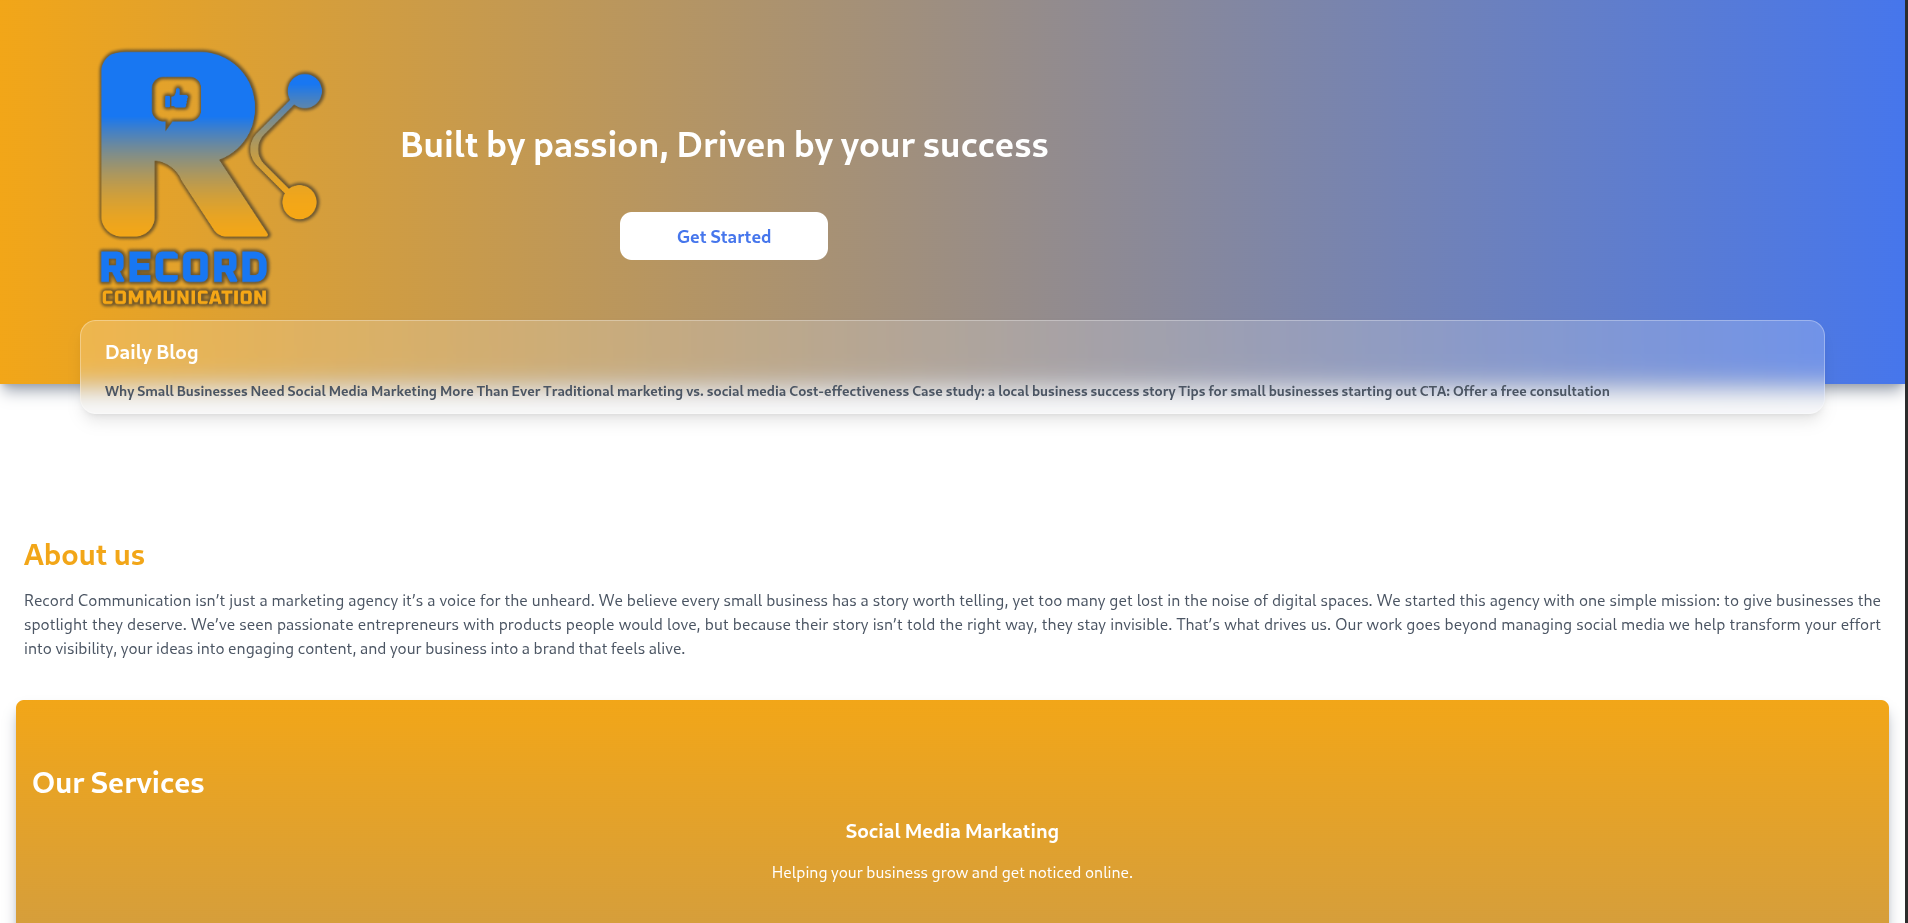 RECORD
COMMUNICATION
Built by passion, Driven by your success
Get Started
Daily Blog
Why Small Businesses Need Social Media Marketing More Than Ever Traditional marketing vs. social media Cost-effectiveness Case study: a local business success story Tips for small businesses starting out CTA: Offer a free consultation
About us
Record Communication isn’t just a marketing agency it’s a voice for the unheard. We believe every small business has a story worth telling, yet too many get lost in the noise of digital spaces. We started this agency with one simple mission: to give businesses the
spotlight they deserve. We’ve seen passionate entrepreneurs with products people would love, but because their story isn’t told the right way, they stay invisible. That’s what drives us. Our work goes beyond managing social media we help transform your effort
into visibility, your ideas into engaging content, and your business into a brand that feels alive.
Our Services
Social Media Markating
Helping your business grow and get noticed online.